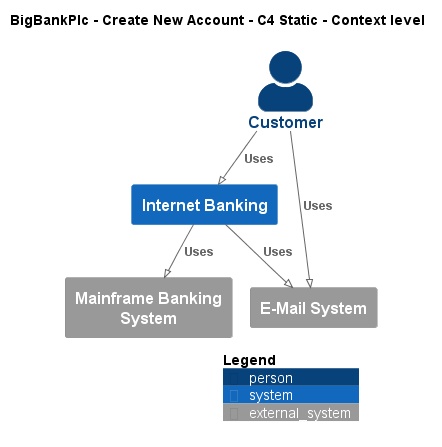 BigBankPlc - Create New Account - C4 Static - Context level
Customer
Uses
Uses
Internet Banking
Uses
Uses
Mainframe Banking
System
E-Mail System
Legend
person
system
external_system